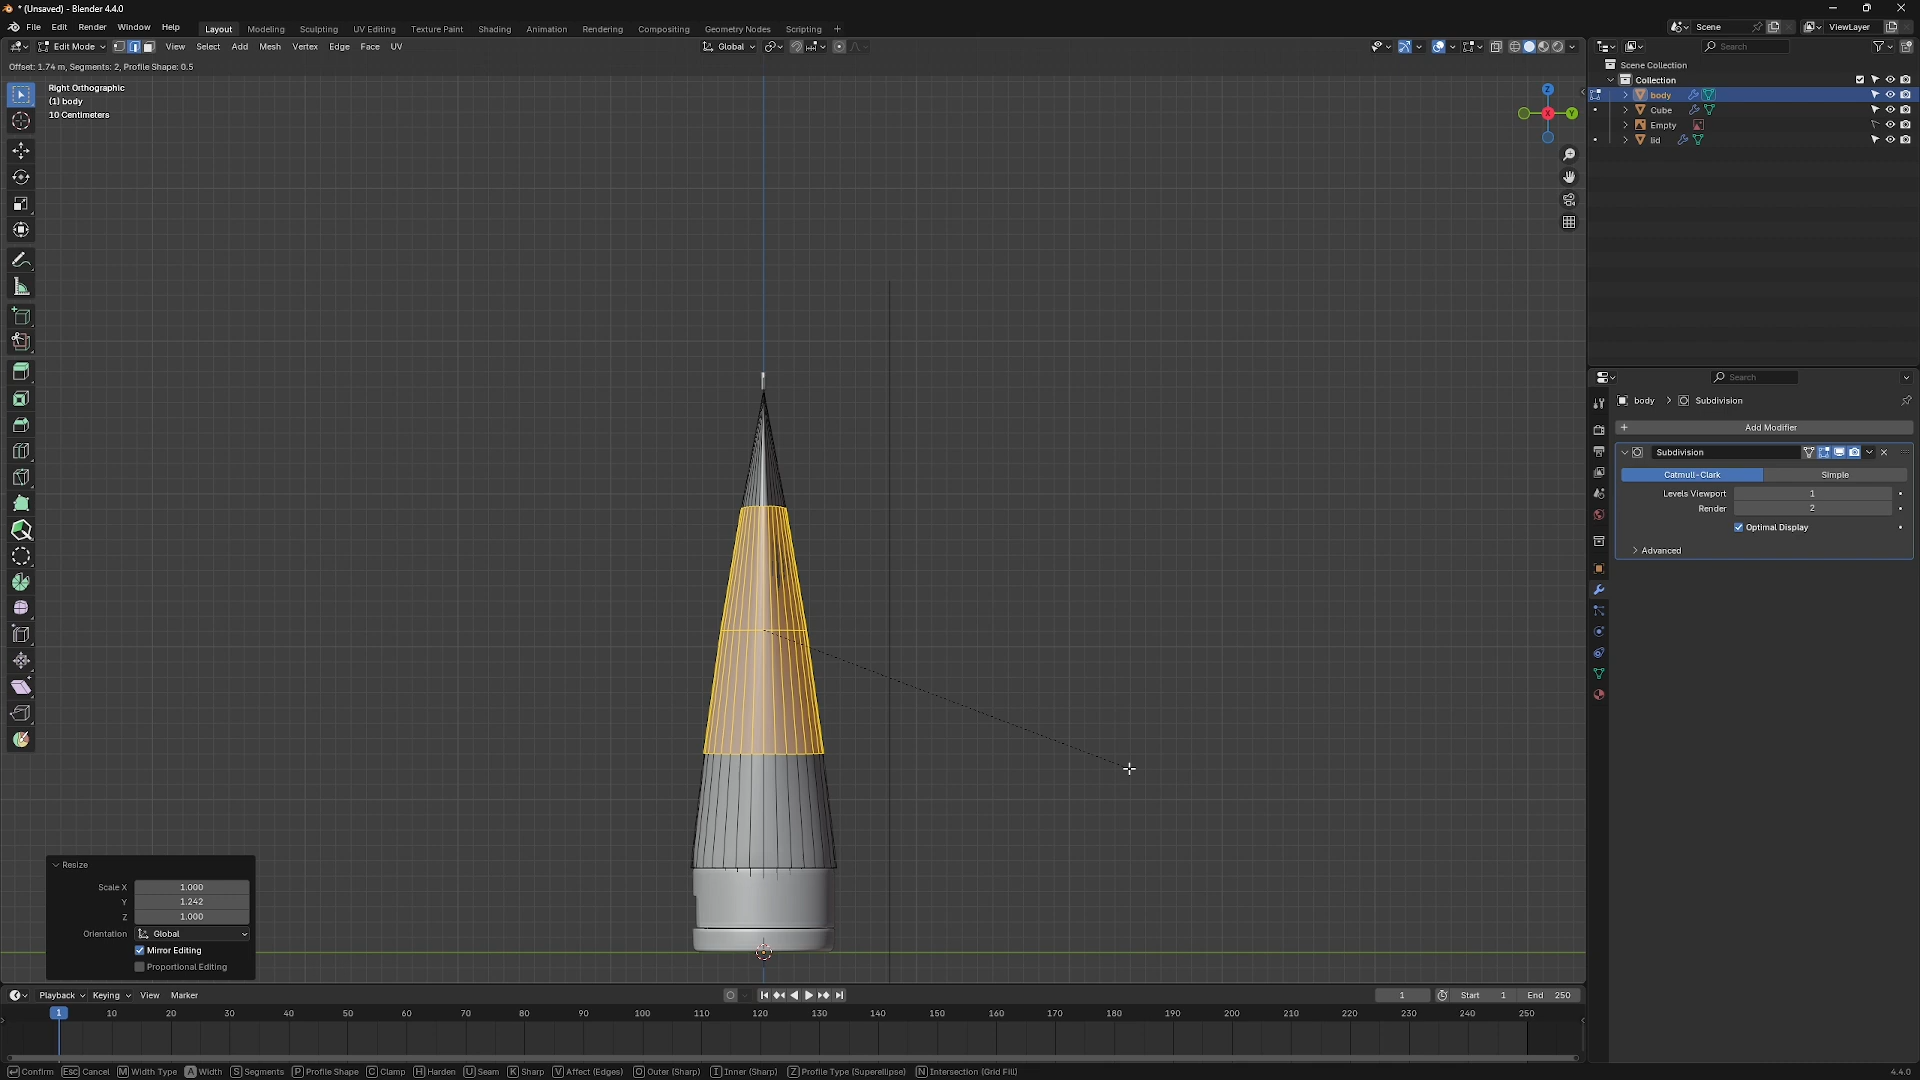 * (Unsaved) - Blender 4.4.0
File Edit Render Window Help Layout Modeling Sculpting UV Editing Texture Paint Shading Animation Rendering Compositing Geometry Nodes Scripting + Scene ViewLayer
Edit Mode View Select Add Mesh Vertex Edge Face UV Global Search
Offset: 1.74 m, Segments: 2, Profile Shape: 0.5
Right Orthographic
(1) body
10 Centimeters
Z
X
Y
Scene Collection
Collection
body
Cube
Empty
lid
Search
body > Subdivision
+ Add Modifier
Subdivision
Catmull-Clark Simple
Levels Viewport 1
Render 2
Optimal Display
Advanced
Resize
Scale X 1.000
Y 1.242
Z 1.000
Orientation Global
Mirror Editing
Proportional Editing
Playback Keying View Marker 1 Start 1 End 250
1 10 20 30 40 50 60 70 80 90 100 110 120 130 140 150 160 170 180 190 200 210 220 230 240 250
Confirm Esc Cancel M Width Type A Width S Segments P Profile Shape C Clamp H Harden U Seam K Sharp V Affect (Edges) O Outer (Sharp) I Inner (Sharp) Z Profile Type (Superellipse) N Intersection (Grid Fill) 4.4.0